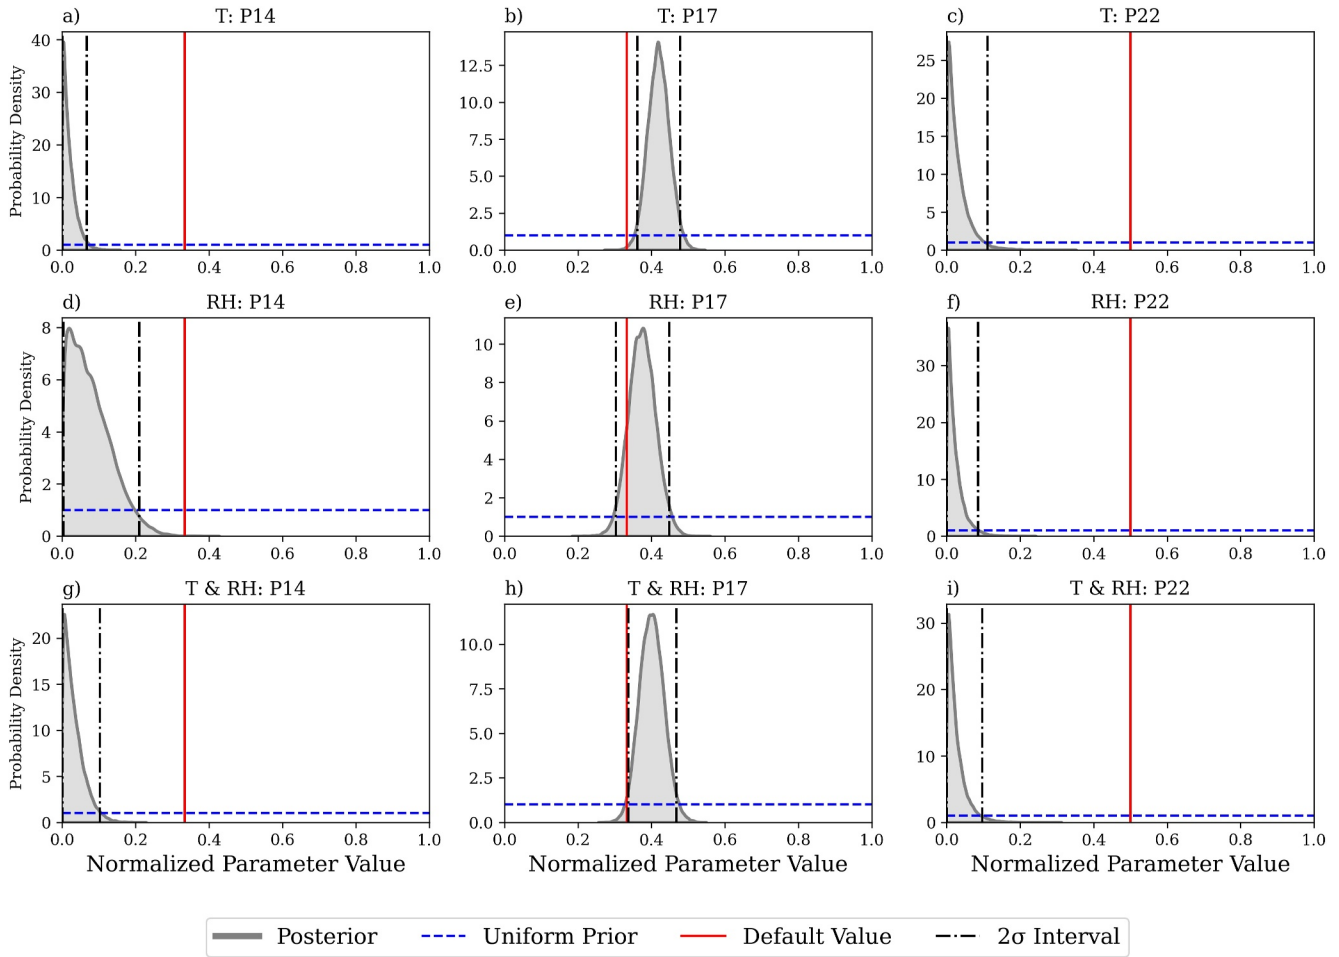 a) T: P14
b) T: P17
c) T: P22
Probability Density
40
30
20
10
0
0.0 0.2 0.4 0.6 0.8 1.0
12.5
10.0
7.5
5.0
2.5
0.0
0.0 0.2 0.4 0.6 0.8 1.0
25
20
15
10
5
0
0.0 0.2 0.4 0.6 0.8 1.0
d) RH: P14
e) RH: P17
f) RH: P22
Probability Density
8
6
4
2
0
0.0 0.2 0.4 0.6 0.8 1.0
10
8
6
4
2
0
0.0 0.2 0.4 0.6 0.8 1.0
30
20
10
0
0.0 0.2 0.4 0.6 0.8 1.0
g) T & RH: P14
h) T & RH: P17
i) T & RH: P22
Probability Density
20
15
10
5
0
0.0 0.2 0.4 0.6 0.8 1.0
10.0
7.5
5.0
2.5
0.0
0.0 0.2 0.4 0.6 0.8 1.0
30
20
10
0
0.0 0.2 0.4 0.6 0.8 1.0
Normalized Parameter Value
Normalized Parameter Value
Normalized Parameter Value
Posterior
Uniform Prior
Default Value
2σ Interval